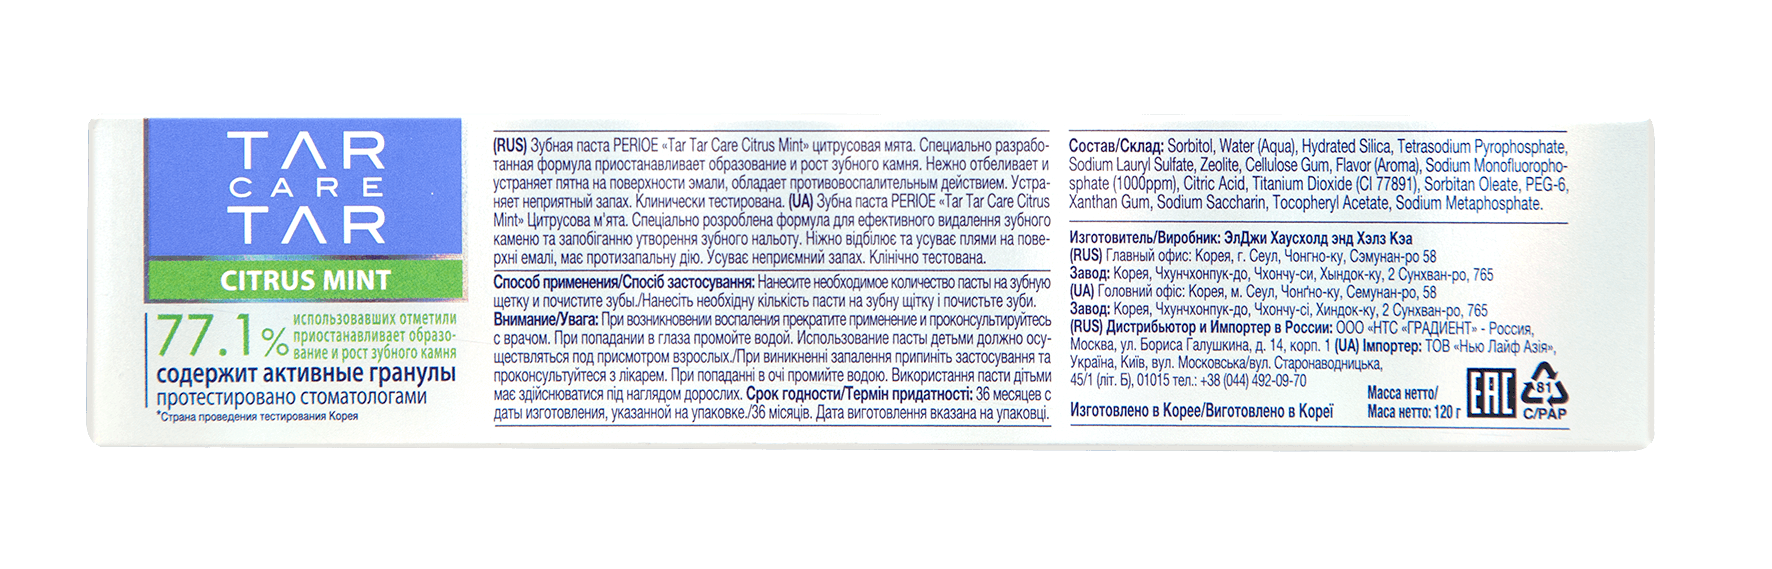 TAR
CARE
TAR
CITRUS MINT
77.1%
использовавших отметили
приостанавливает образо-
вание и рост зубного камня
содержит активные гранулы
протестировано стоматологами
*Страна проведения тестирования Корея
(RUS) Зубная паста PERIOE «Tar Tar Care Citrus Mint» цитрусовая мята. Специально разрабо-
танная формула приостанавливает образование и рост зубного камня. Нежно отбеливает и
устраняет пятна на поверхности эмали, обладает противовоспалительным действием. Устра-
няет неприятный запах. Клинически тестирована. (UA) Зубна паста PERIOE «Tar Tar Care Citrus
Mint» Цитрусова м'ята. Спеціально розроблена формула для ефективного видалення зубного
каменю та запобіганню утворення зубного нальоту. Ніжно відбілює та усуває плями на пове-
рхні емалі, має протизапальну дію. Усуває неприємний запах. Клінічно тестована.
Способ применения/Спосіб застосування: Нанесите необходимое количество пасты на зубную
щетку и почистите зубы./Нанесіть необхідну кількість пасти на зубну щітку і почистьте зуби.
Внимание/Увага: При возникновении воспаления прекратите применение и проконсультируйтесь
с врачом. При попадании в глаза промойте водой. Использование пасты детьми должно осу-
ществляться под присмотром взрослых./При виникненні запалення припиніть застосування та
проконсультуйтеся з лікарем. При попаданні в очі промийте водою. Використання пасти дітьми
має здійснюватися під наглядом дорослих. Срок годности/Термін придатності: 36 месяцев с
даты изготовления, указанной на упаковке./36 місяців. Дата виготовлення вказана на упаковці.
Состав/Склад: Sorbitol, Water (Aqua), Hydrated Silica, Tetrasodium Pyrophosphate,
Sodium Lauryl Sulfate, Zeolite, Cellulose Gum, Flavor (Aroma), Sodium Monofluoropho-
sphate (1000ppm), Citric Acid, Titanium Dioxide (CI 77891), Sorbitan Oleate, PEG-6,
Xanthan Gum, Sodium Saccharin, Tocopheryl Acetate, Sodium Metaphosphate.
Изготовитель/Виробник: ЭлДжи Хаусхолд энд Хэлз Кэа
(RUS) Главный офис: Корея, г. Сеул, Чонгно-ку, Сэмунан-ро 58
Завод: Корея, Чхунчхонпук-до, Чхончу-си, Хындок-ку, 2 Сунхван-ро, 765
(UA) Головний офіс: Корея, м. Сеул, Чонґно-ку, Семунан-ро, 58
Завод: Корея, Чхунчхонпук-до, Чхончу-сі, Хиндок-ку, 2 Сунхван-ро, 765
(RUS) Дистрибьютор и Импортер в России: ООО «НТС «ГРАДИЕНТ» - Россия,
Москва, ул. Бориса Галушкина, д. 14, корп. 1 (UA) Імпортер: ТОВ «Нью Лайф Азія»,
Україна, Київ, вул. Московська/вул. Старонаводницька,
45/1 (літ. Б), 01015 тел.: +38 (044) 492-09-70
Изготовлено в Корее/Виготовлено в Кореї
Масса нетто/
Маса нетто: 120 г
EAC
81
C/PAP